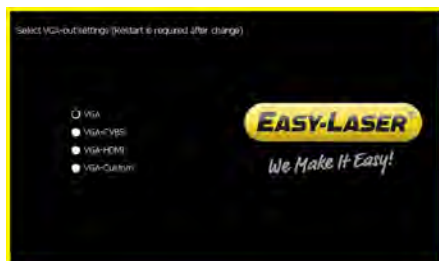 Select VGA-out settings (Restart is required after change)
VGA
VGA-CVBS
VGA-HDMI
VGA-Custom
EASY-LASER®
We Make It Easy!